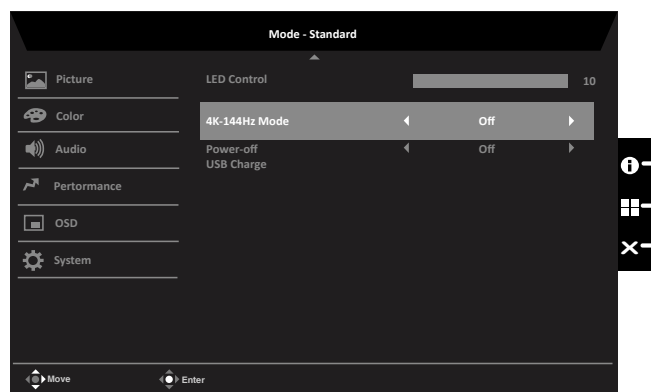 Mode - Standard
Picture
LED Control
10
Color
4K-144Hz Mode
Off
Audio
Power-off
USB Charge
Off
Pertormance
OSD
System
Move
Enter